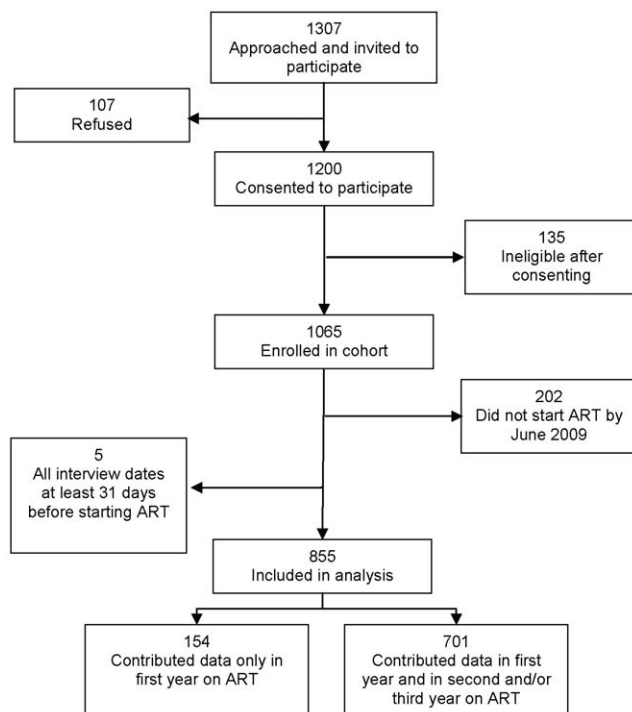 1307
Approached and invited to
participate
107
Refused
1200
Consented to participate
135
Ineligible after
consenting
1065
Enrolled in cohort
202
Did not start ART by
June 2009
5
All interview dates
at least 31 days
before starting ART
855
Included in analysis
154
Contributed data only in
first year on ART
701
Contributed data in first
year and in second and/or
third year on ART